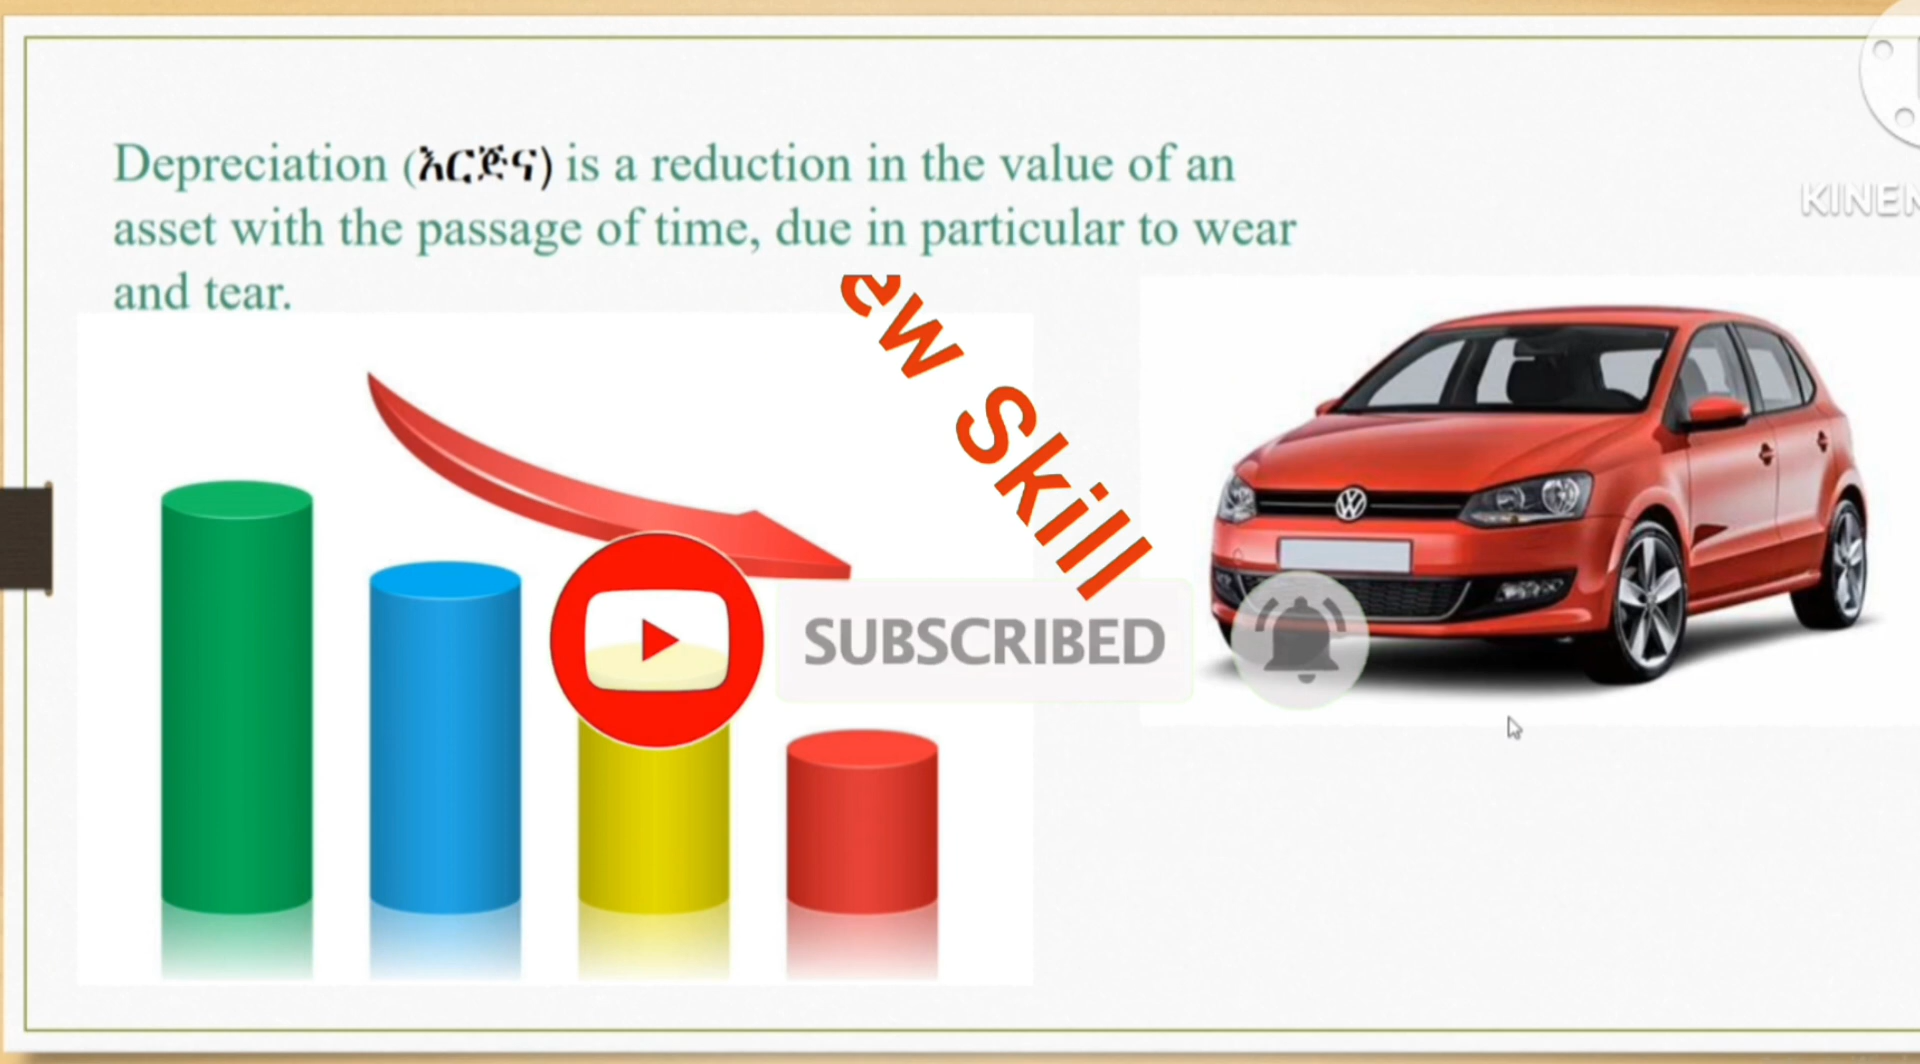 Depreciation (እርጅና) is a reduction in the value of an
asset with the passage of time, due in particular to wear
and tear.
ew Skill
SUBSCRIBED
KINEM